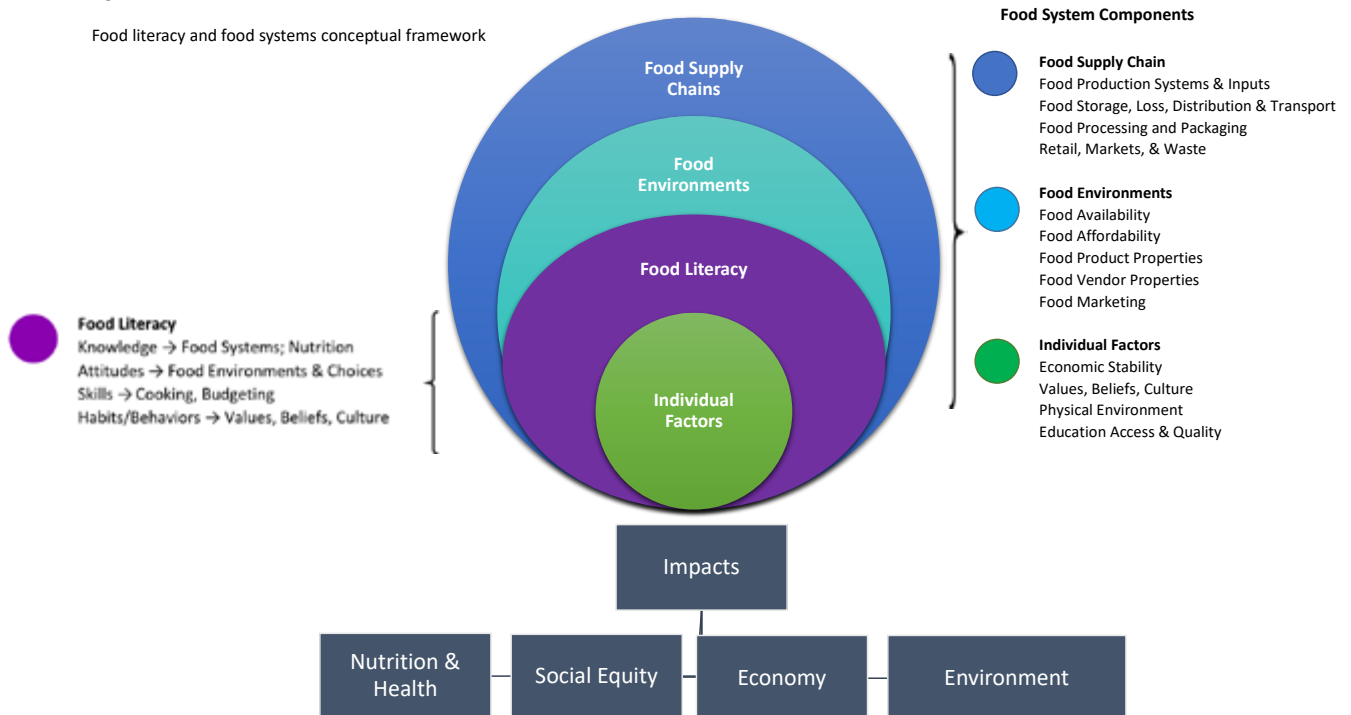 Food literacy and food systems conceptual framework
Food Supply
Chains
Food
Environments
Food Literacy
Individual
Factors
Food Literacy
Knowledge → Food Systems; Nutrition
Attitudes → Food Environments & Choices
Skills → Cooking, Budgeting
Habits/Behaviors → Values, Beliefs, Culture
Food System Components
Food Supply Chain
Food Production Systems & Inputs
Food Storage, Loss, Distribution & Transport
Food Processing and Packaging
Retail, Markets, & Waste
Food Environments
Food Availability
Food Affordability
Food Product Properties
Food Vendor Properties
Food Marketing
Individual Factors
Economic Stability
Values, Beliefs, Culture
Physical Environment
Education Access & Quality
Impacts
Nutrition &
Health
Social Equity
Economy
Environment